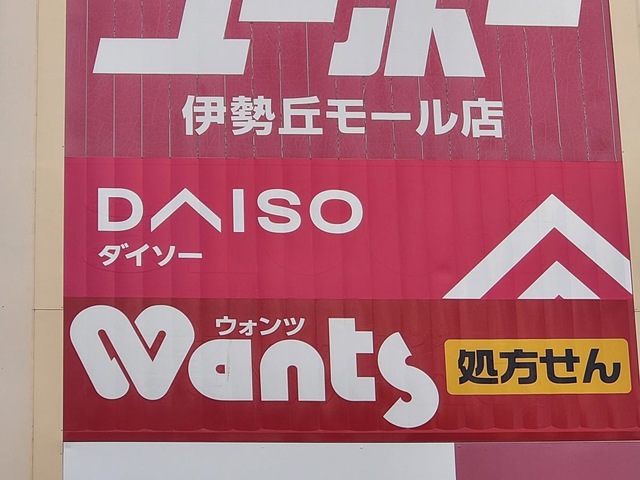 伊勢丘モール店
DAISO
ダイソー
ウォンツ
Wants
処方せん